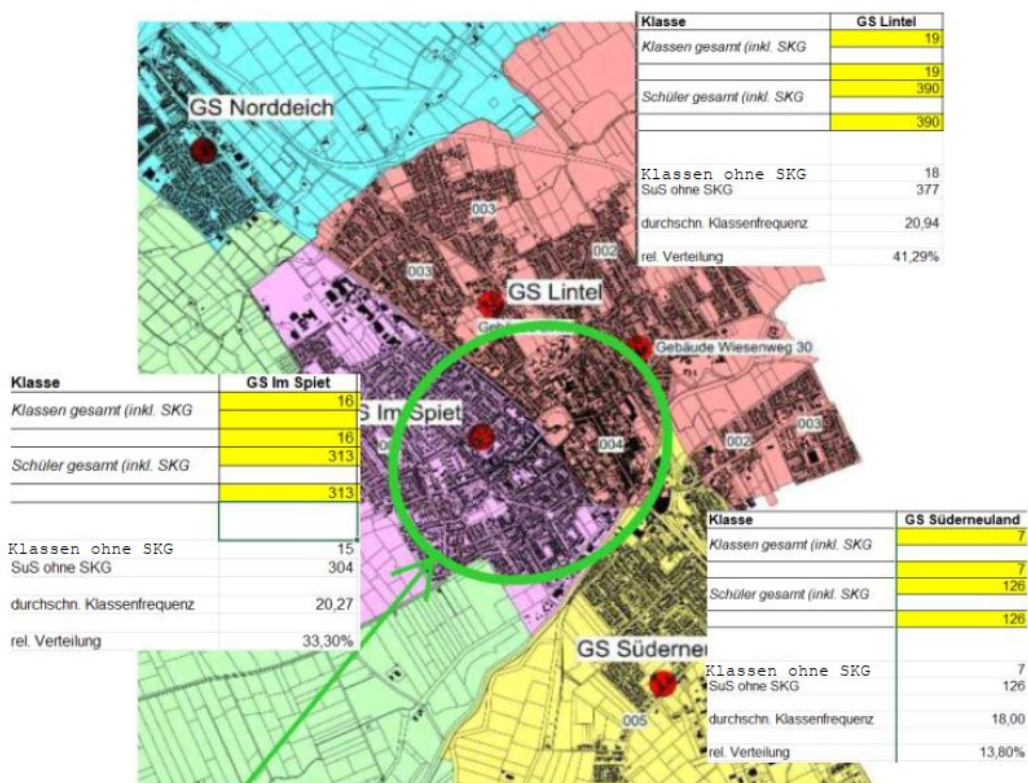 Klasse GS Lintel
Klassen gesamt (inkl. SKG 19
19
Schüler gesamt (inkl. SKG 390
390
Klassen ohne SKG 18
SuS ohne SKG 377
durchschn. Klassenfrequenz 20,94
rel. Verteilung 41,29%
GS Norddeich
003
002
003
GS Lintel
Gebäude
Gebäude Wiesenweg 30
Klasse GS Im Spiet
Klassen gesamt (inkl. SKG 16
16
Schüler gesamt (inkl. SKG 313
313
Klassen ohne SKG 15
SuS ohne SKG 304
durchschn. Klassenfrequenz 20,27
rel. Verteilung 33,30%
S Im Spiet
004
002
003
Klasse GS Süderneuland
Klassen gesamt (inkl. SKG 7
7
Schüler gesamt (inkl. SKG 126
126
Klassen ohne SKG 7
SuS ohne SKG 126
durchschn. Klassenfrequenz 18,00
rel. Verteilung 13,80%
GS Süderneu
005